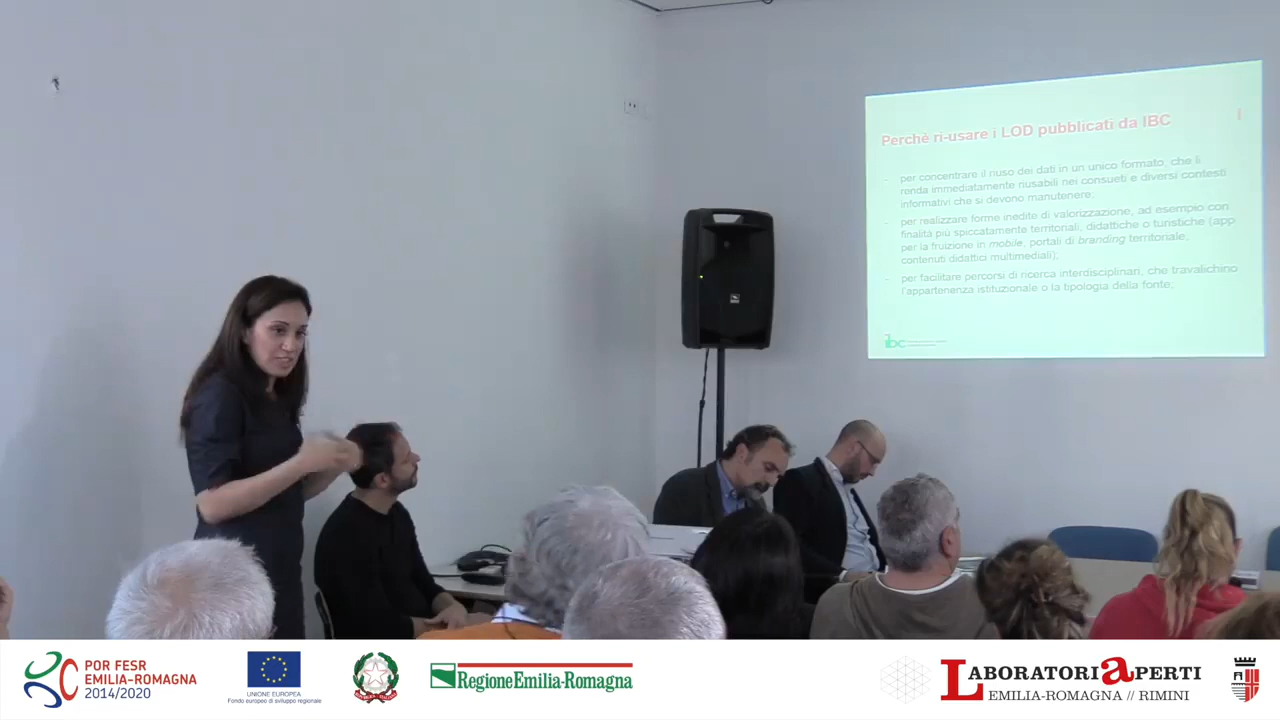 Perchè ri-usare i LOD pubblicati da IBC
per concentrare il riuso dei dati in un unico formato, che li
renda immediatamente riusabili nei consueti e diversi contesti
informativi che si devono manutenere;
per realizzare forme inedite di valorizzazione, ad esempio con
finalità più spiccatamente territoriali, didattiche o turistiche (app
per la fruizione in mobile, portali di branding territoriale,
contenuti didattici multimediali);
per facilitare percorsi di ricerca interdisciplinari, che travalichino
l'appartenenza istituzionale o la tipologia della fonte;
ibc
POR FESR
EMILIA-ROMAGNA
2014/2020
UNIONE EUROPEA
Fondo europeo di sviluppo regionale
RegioneEmilia-Romagna
LABORATORIAPERTI
EMILIA-ROMAGNA // RIMINI